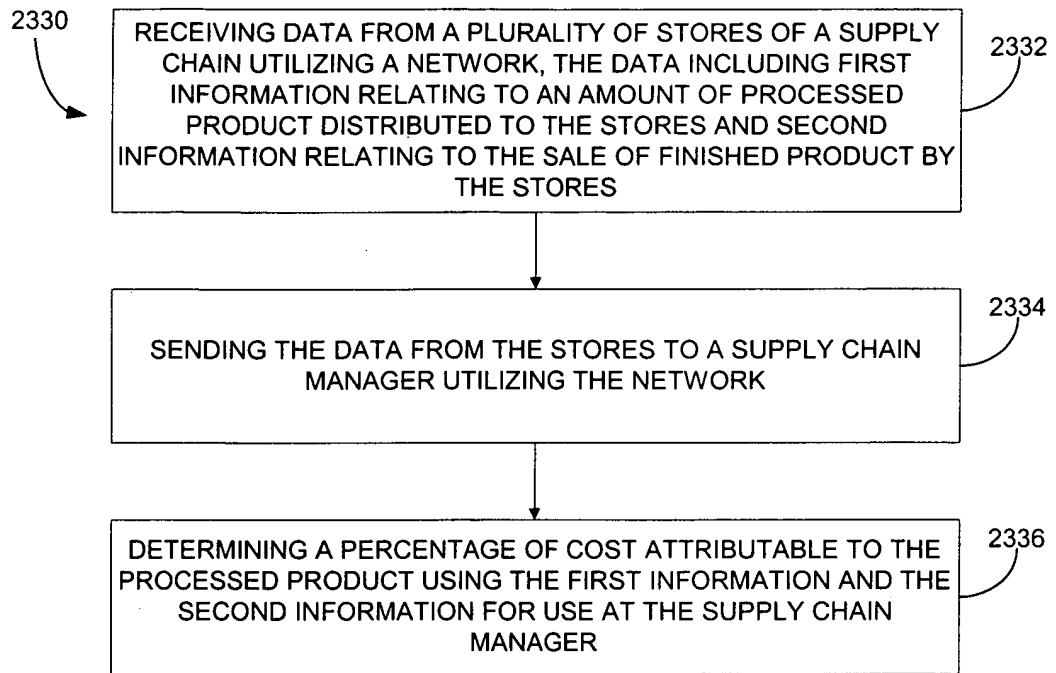 2330
RECEIVING DATA FROM A PLURALITY OF STORES OF A SUPPLY
CHAIN UTILIZING A NETWORK, THE DATA INCLUDING FIRST
INFORMATION RELATING TO AN AMOUNT OF PROCESSED
PRODUCT DISTRIBUTED TO THE STORES AND SECOND
INFORMATION RELATING TO THE SALE OF FINISHED PRODUCT BY
THE STORES
2332
SENDING THE DATA FROM THE STORES TO A SUPPLY CHAIN
MANAGER UTILIZING THE NETWORK
2334
DETERMINING A PERCENTAGE OF COST ATTRIBUTABLE TO THE
PROCESSED PRODUCT USING THE FIRST INFORMATION AND THE
SECOND INFORMATION FOR USE AT THE SUPPLY CHAIN
MANAGER
2336